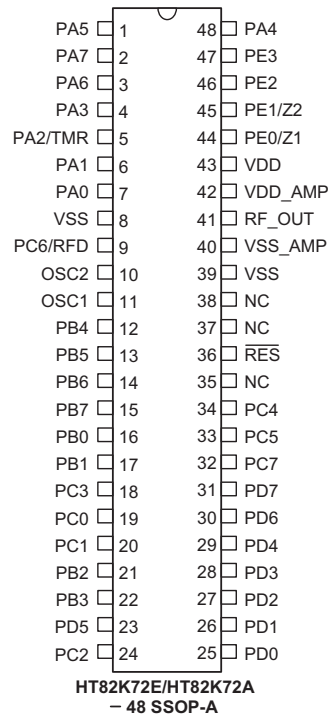 PA5 1 48 PA4
PA7 2 47 PE3
PA6 3 46 PE2
PA3 4 45 PE1/Z2
PA2/TMR 5 44 PE0/Z1
PA1 6 43 VDD
PA0 7 42 VDD_AMP
VSS 8 41 RF_OUT
PC6/RFD 9 40 VSS_AMP
OSC2 10 39 VSS
OSC1 11 38 NC
PB4 12 37 NC
PB5 13 36 RES
PB6 14 35 NC
PB7 15 34 PC4
PB0 16 33 PC5
PB1 17 32 PC7
PC3 18 31 PD7
PC0 19 30 PD6
PC1 20 29 PD4
PB2 21 28 PD3
PB3 22 27 PD2
PD5 23 26 PD1
PC2 24 25 PD0
HT82K72E/HT82K72A
– 48 SSOP-A